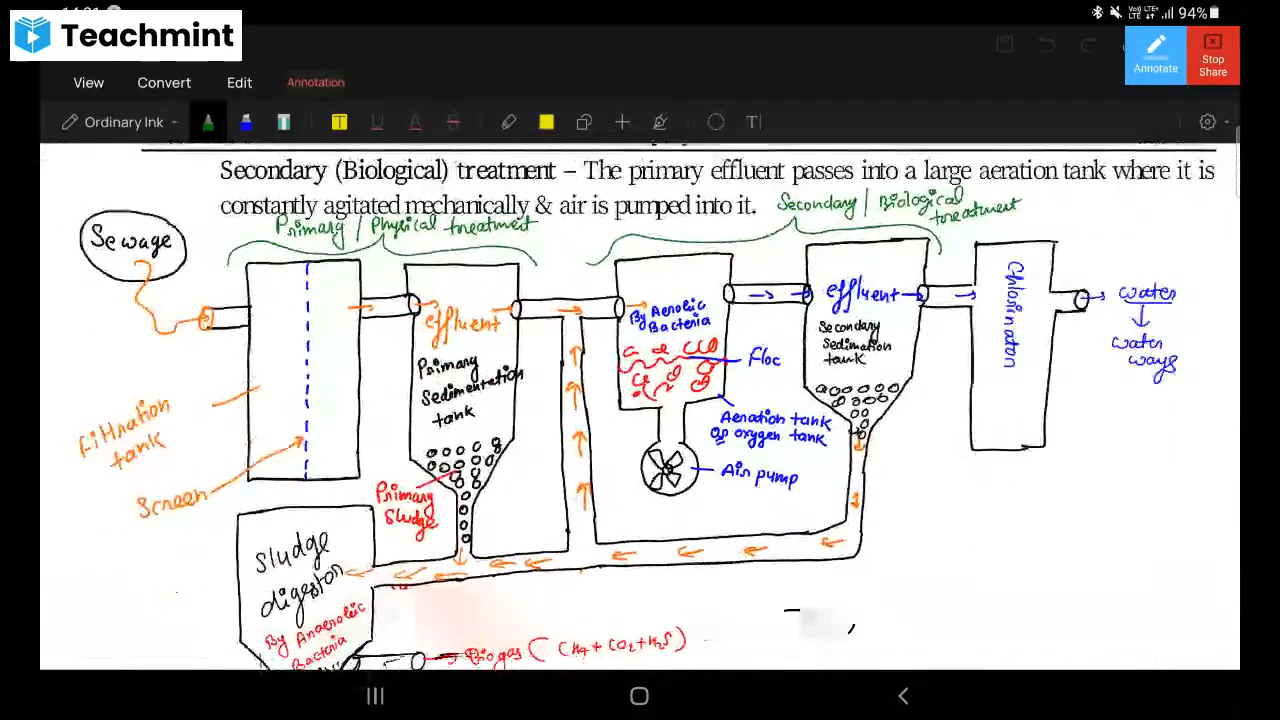 Teachmint
94%
View Convert Edit Annotation
Annotate
Stop
Share
Ordinary Ink
Secondary (Biological) treatment – The primary effluent passes into a large aeration tank where it is
constantly agitated mechanically & air is pumped into it.
Sewage
Primary / Physical treatment
Secondary / Biological
treatment
effluent
Primary
Sedimentation
tank
Primary
Sludge
By Aerobic
Bacteria
Floc
Aeration tank
or oxygen tank
Air pump
effluent
Secondary
Sedimation
tank
Chlorinator
water
water
ways
Filtration
tank
Screen
Sludge
digestor
By Anaerobic
Bacteria
Biogas (CH4 + CO2 + H2S)